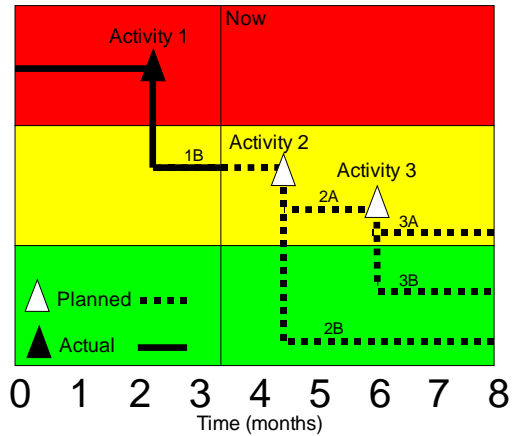 Now
Activity 1
Activity 2
1B
Activity 3
2A
3A
3B
Planned
2B
Actual
0 1 2 3 4 5 6 7 8
Time (months)